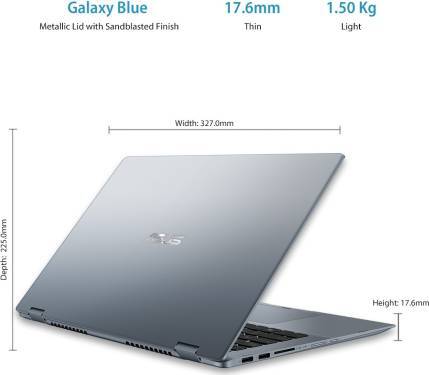 Galaxy Blue 17.6mm 1.50 Kg
Metallic Lid with Sandblasted Finish Thin Light
Width: 327.0mm
Depth: 225.0mm
ASUS
Height: 17.6mm